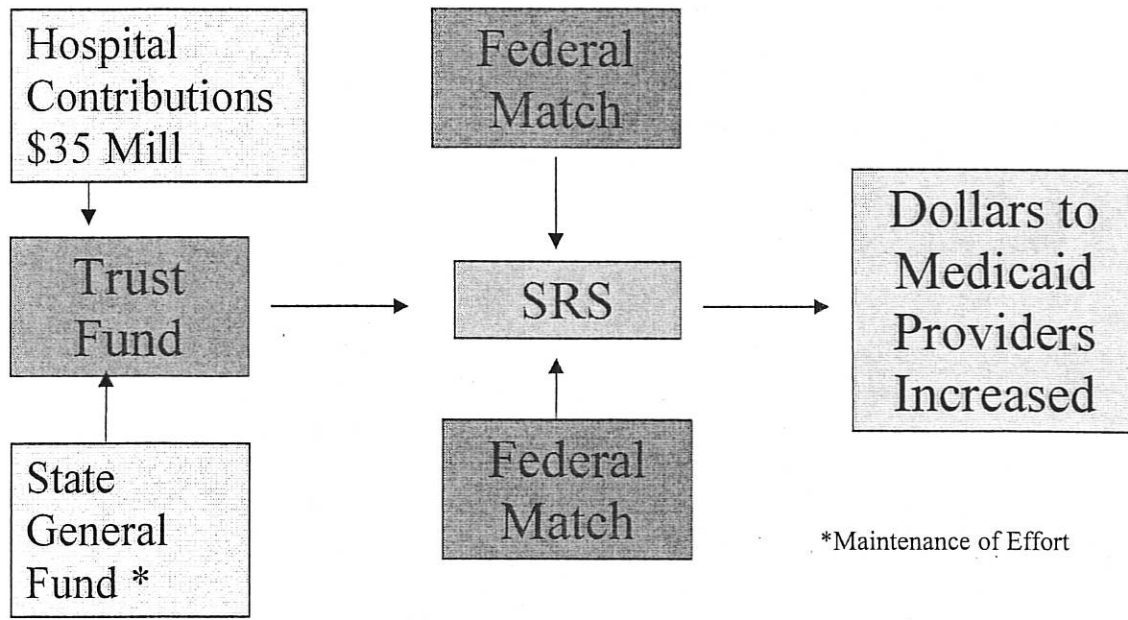 Hospital
Contributions
$35 Mill
Federal
Match
Trust
Fund
SRS
Dollars to
Medicaid
Providers
Increased
State
General
Fund *
Federal
Match
*Maintenance of Effort